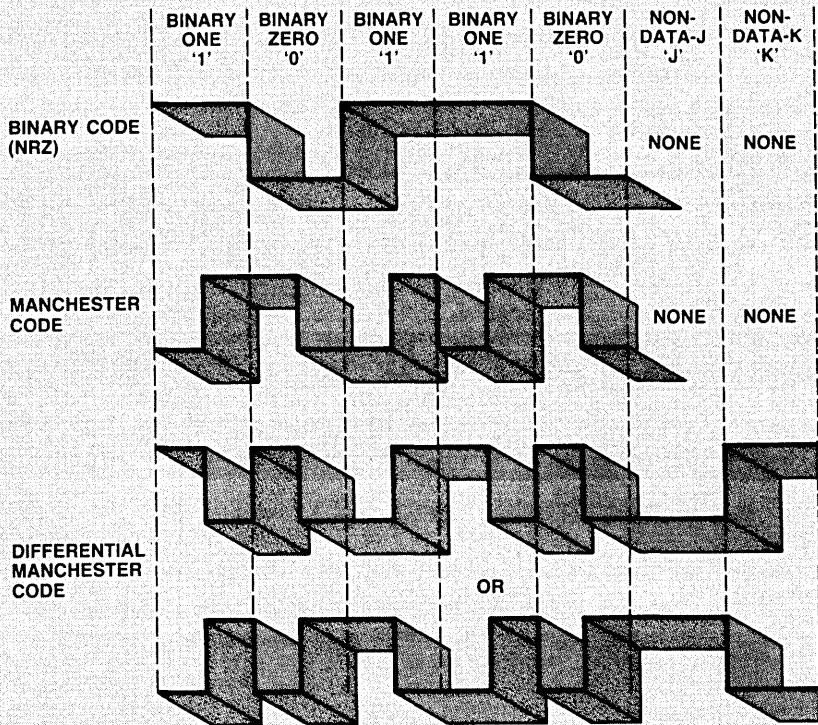 BINARY ONE '1'
BINARY ZERO '0'
BINARY ONE '1'
BINARY ONE '1'
BINARY ZERO '0'
NON-DATA-J 'J'
NON-DATA-K 'K'
BINARY CODE
(NRZ)
NONE
NONE
MANCHESTER
CODE
NONE
NONE
DIFFERENTIAL
MANCHESTER
CODE
OR